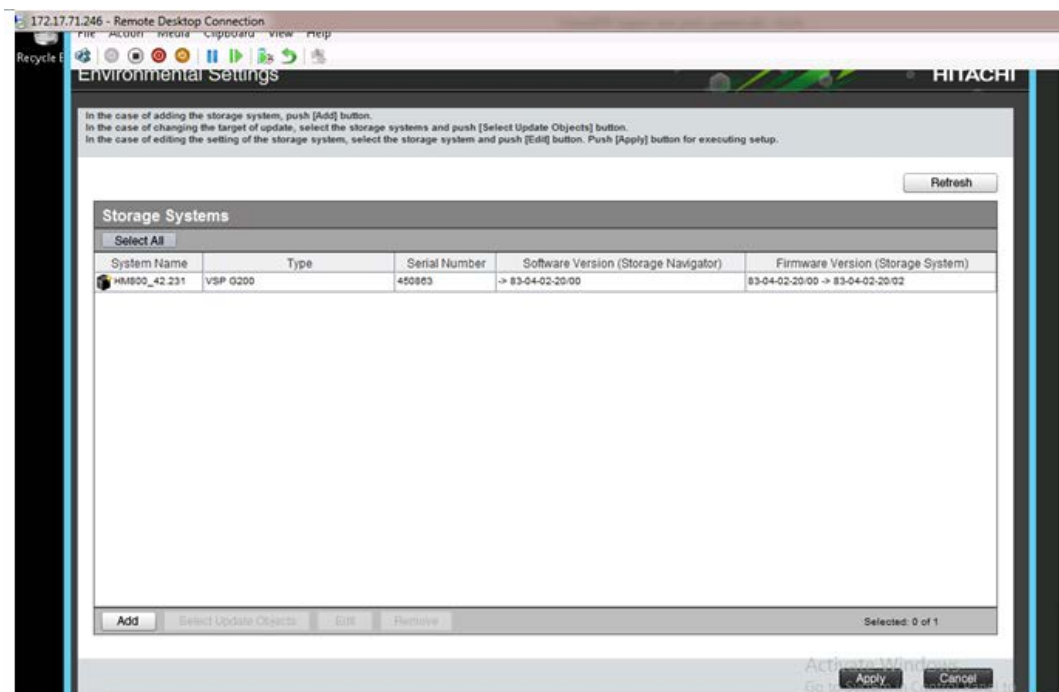 172.17.71.246 - Remote Desktop Connection
File Action Media Clipboard View Help
Recycle B
Environmental Settings
HITACHI
In the case of adding the storage system, push [Add] button.
In the case of changing the target of update, select the storage systems and push [Select Update Objects] button.
In the case of editing the setting of the storage system, select the storage system and push [Edit] button. Push [Apply] button for executing setup.
Refresh
Storage Systems
Select All
System Name Type Serial Number Software Version (Storage Navigator) Firmware Version (Storage System)
HM800_42.231 VSP G200 450863 -> 83-04-02-20/00 83-04-02-20/00 -> 83-04-02-20/02
Add Select Update Objects Edit Remove Selected: 0 of 1
Activate Windows
Apply Cancel